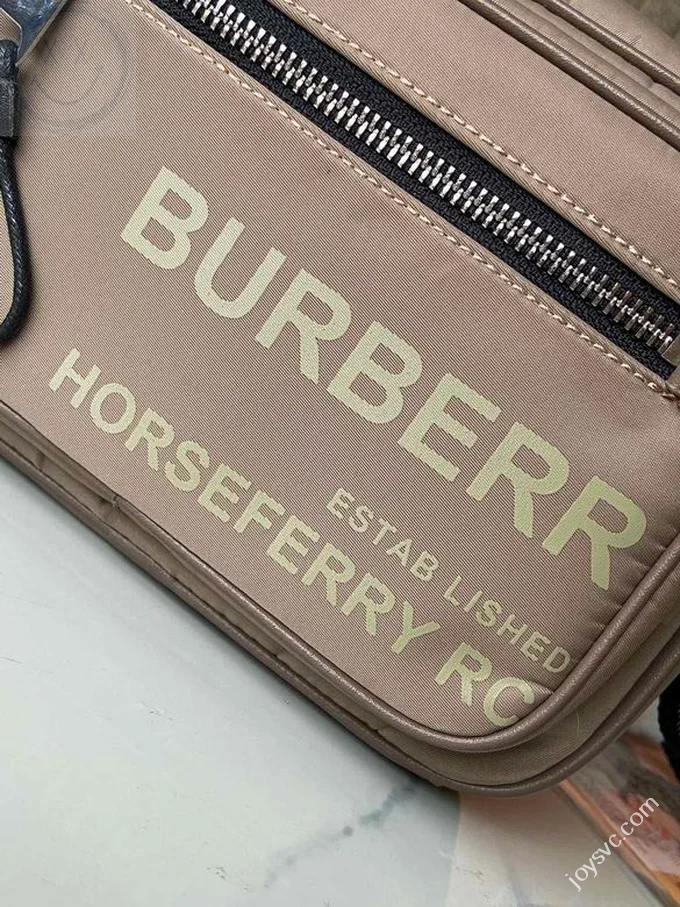 BURBERR
ESTAB LISHED
HORSEFERRY RC
joysvc.com